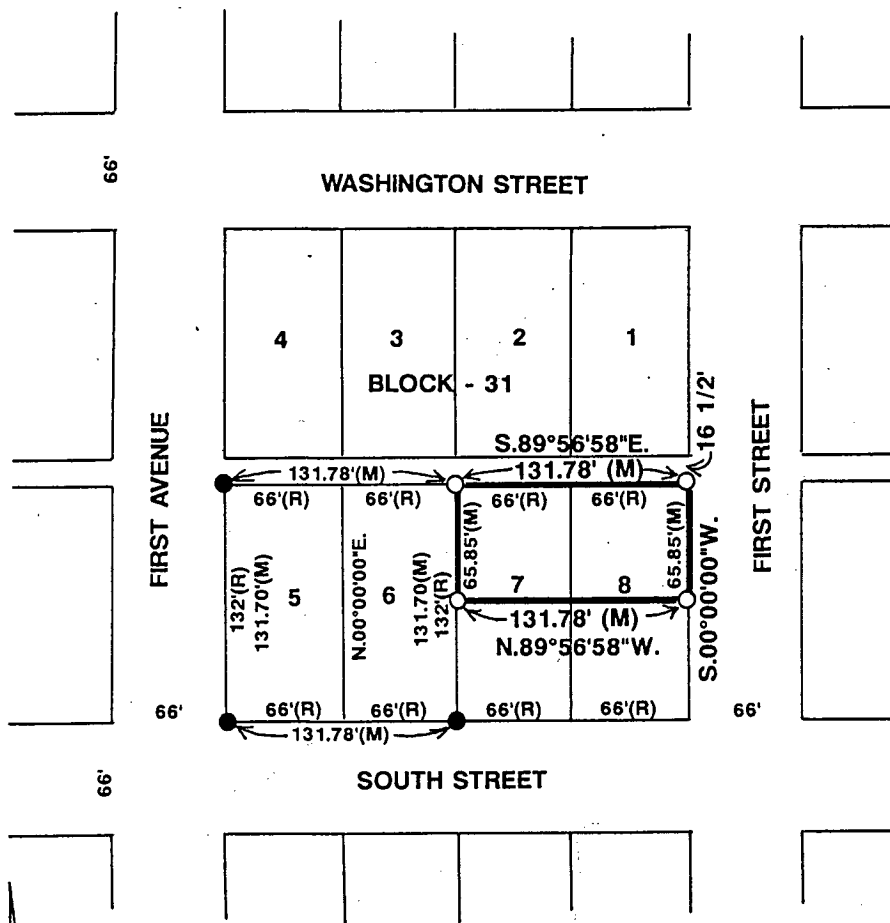 66'
WASHINGTON STREET
4
3
2
1
BLOCK - 31
16 1/2'
S.89°56'58"E.
131.78'(M)
131.78' (M)
66'(R)
66'(R)
66'(R)
66'(R)
FIRST AVENUE
FIRST STREET
132'(R)
131.70'(M)
5
N.00°00'00"E.
6
131.70(M)
132'(R)
65.85'(M)
7
8
65.85'(M)
S.00°00'00"W.
131.78' (M)
N.89°56'58"W.
66'
66'(R)
66'(R)
66'(R)
66'(R)
66'
131.78'(M)
66'
SOUTH STREET